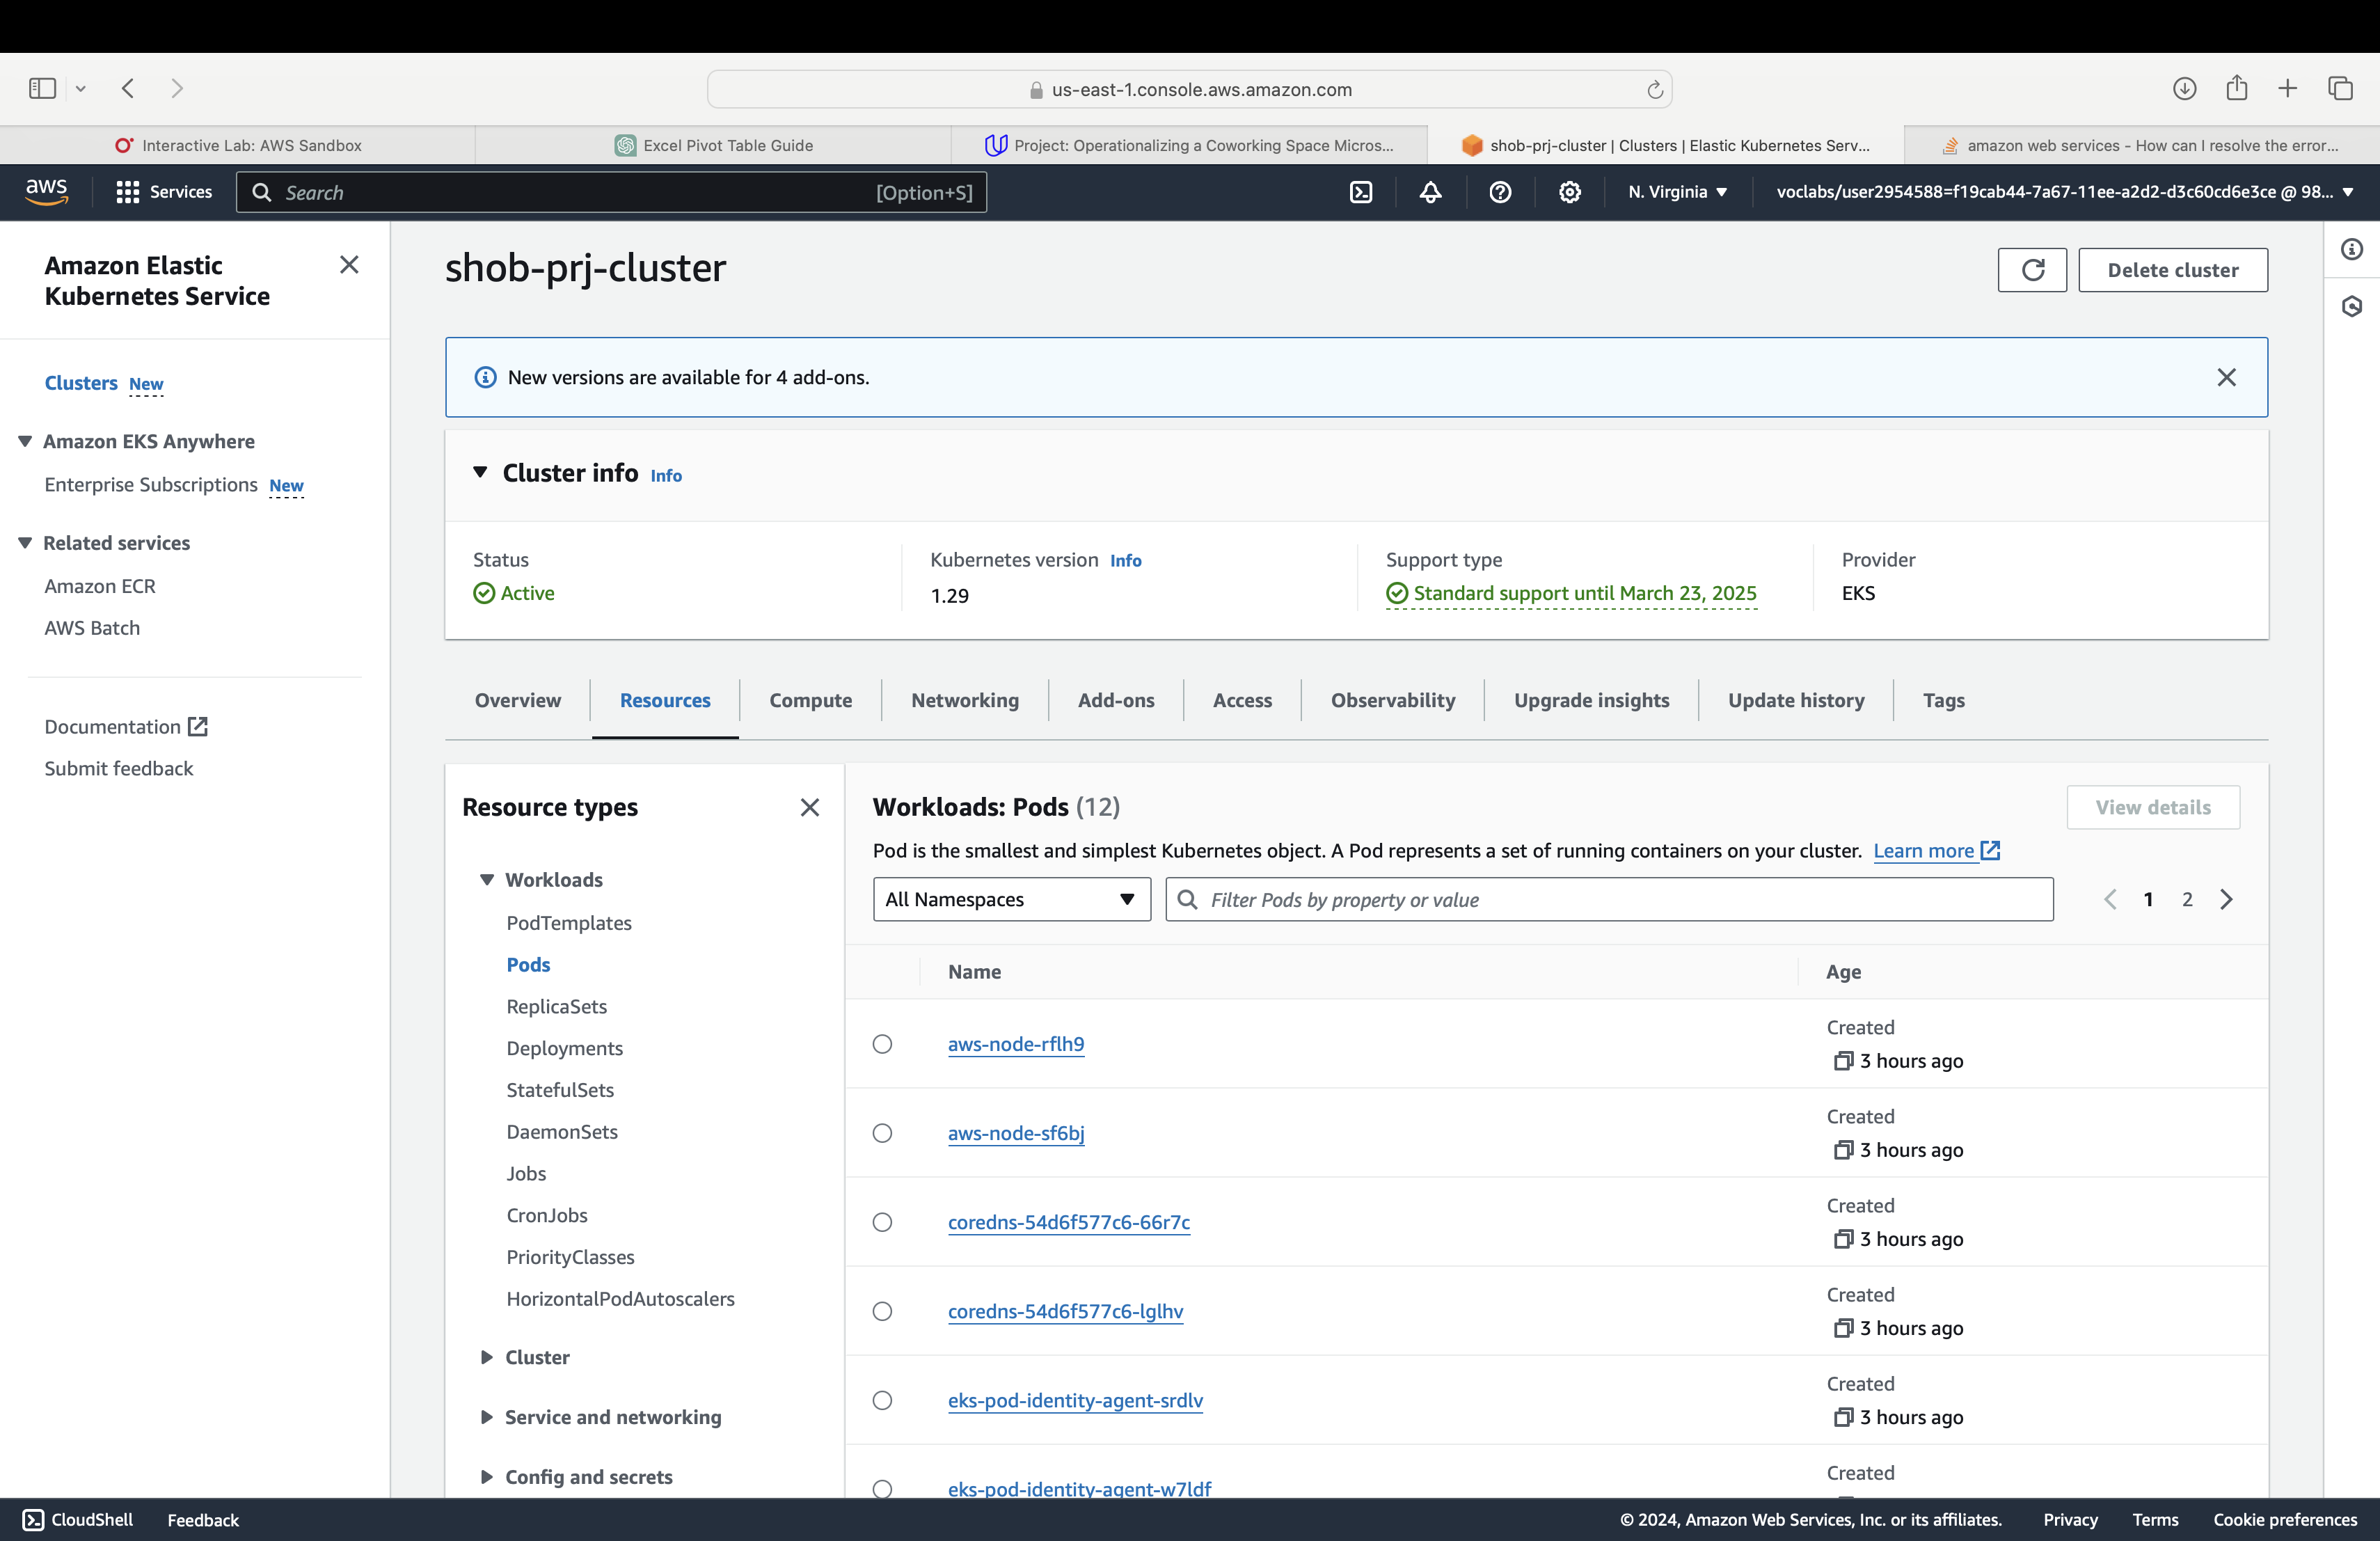 us-east-1.console.aws.amazon.com
Interactive Lab: AWS Sandbox
Excel Pivot Table Guide
Project: Operationalizing a Coworking Space Micros...
shob-prj-cluster | Clusters | Elastic Kubernetes Serv...
amazon web services - How can I resolve the error...
aws
Services
Search
[Option+S]
N. Virginia
voclabs/user2954588=f19cab44-7a67-11ee-a2d2-d3c60cd6e3ce @ 98...
Amazon Elastic
Kubernetes Service
Clusters New
Amazon EKS Anywhere
Enterprise Subscriptions New
Related services
Amazon ECR
AWS Batch
Documentation
Submit feedback
shob-prj-cluster
Delete cluster
New versions are available for 4 add-ons.
Cluster info Info
Status
Active
Kubernetes version Info
1.29
Support type
Standard support until March 23, 2025
Provider
EKS
Overview
Resources
Compute
Networking
Add-ons
Access
Observability
Upgrade insights
Update history
Tags
Resource types
Workloads
PodTemplates
Pods
ReplicaSets
Deployments
StatefulSets
DaemonSets
Jobs
CronJobs
PriorityClasses
HorizontalPodAutoscalers
Cluster
Service and networking
Config and secrets
Workloads: Pods (12)
View details
Pod is the smallest and simplest Kubernetes object. A Pod represents a set of running containers on your cluster. Learn more
All Namespaces
Filter Pods by property or value
1 2
Name
Age
aws-node-rflh9
Created
3 hours ago
aws-node-sf6bj
Created
3 hours ago
coredns-54d6f577c6-66r7c
Created
3 hours ago
coredns-54d6f577c6-lglhv
Created
3 hours ago
eks-pod-identity-agent-srdlv
Created
3 hours ago
eks-pod-identity-agent-w7ldf
Created
CloudShell
Feedback
© 2024, Amazon Web Services, Inc. or its affiliates.
Privacy
Terms
Cookie preferences